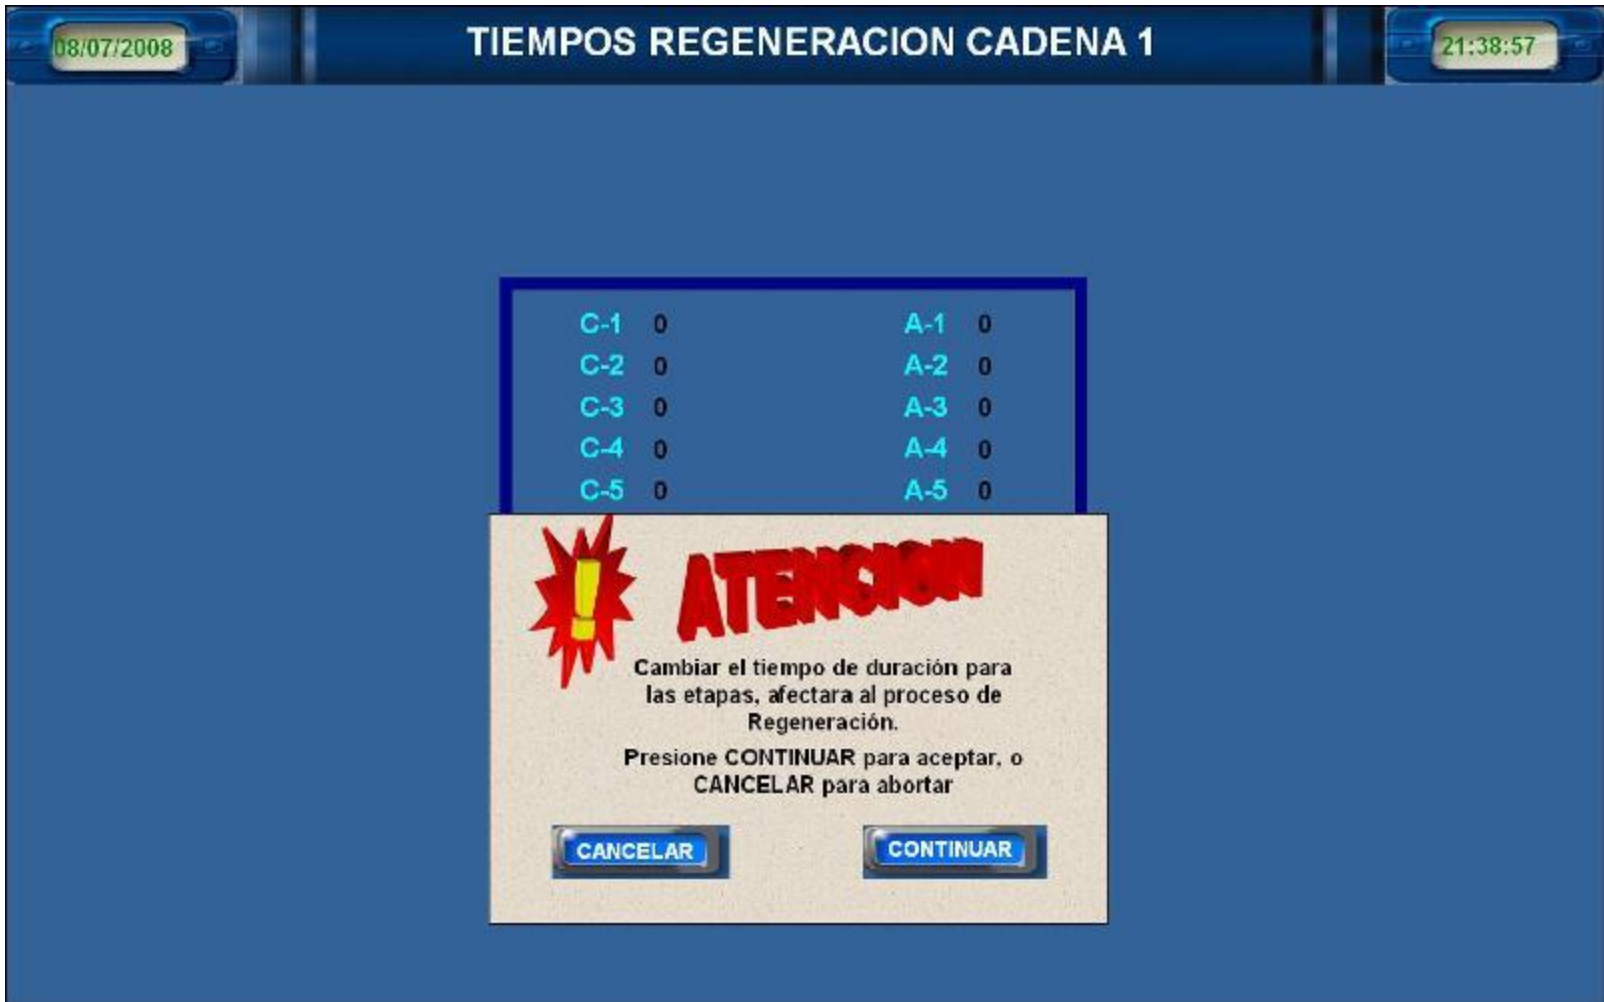 08/07/2008 TIEMPOS REGENERACION CADENA 1 21:38:57
C-1 0 A-1 0
C-2 0 A-2 0
C-3 0 A-3 0
C-4 0 A-4 0
C-5 0 A-5 0
! ATENCION
Cambiar el tiempo de duración para
las etapas, afectara al proceso de
Regeneración.
Presione CONTINUAR para aceptar, o
CANCELAR para abortar
CANCELAR CONTINUAR